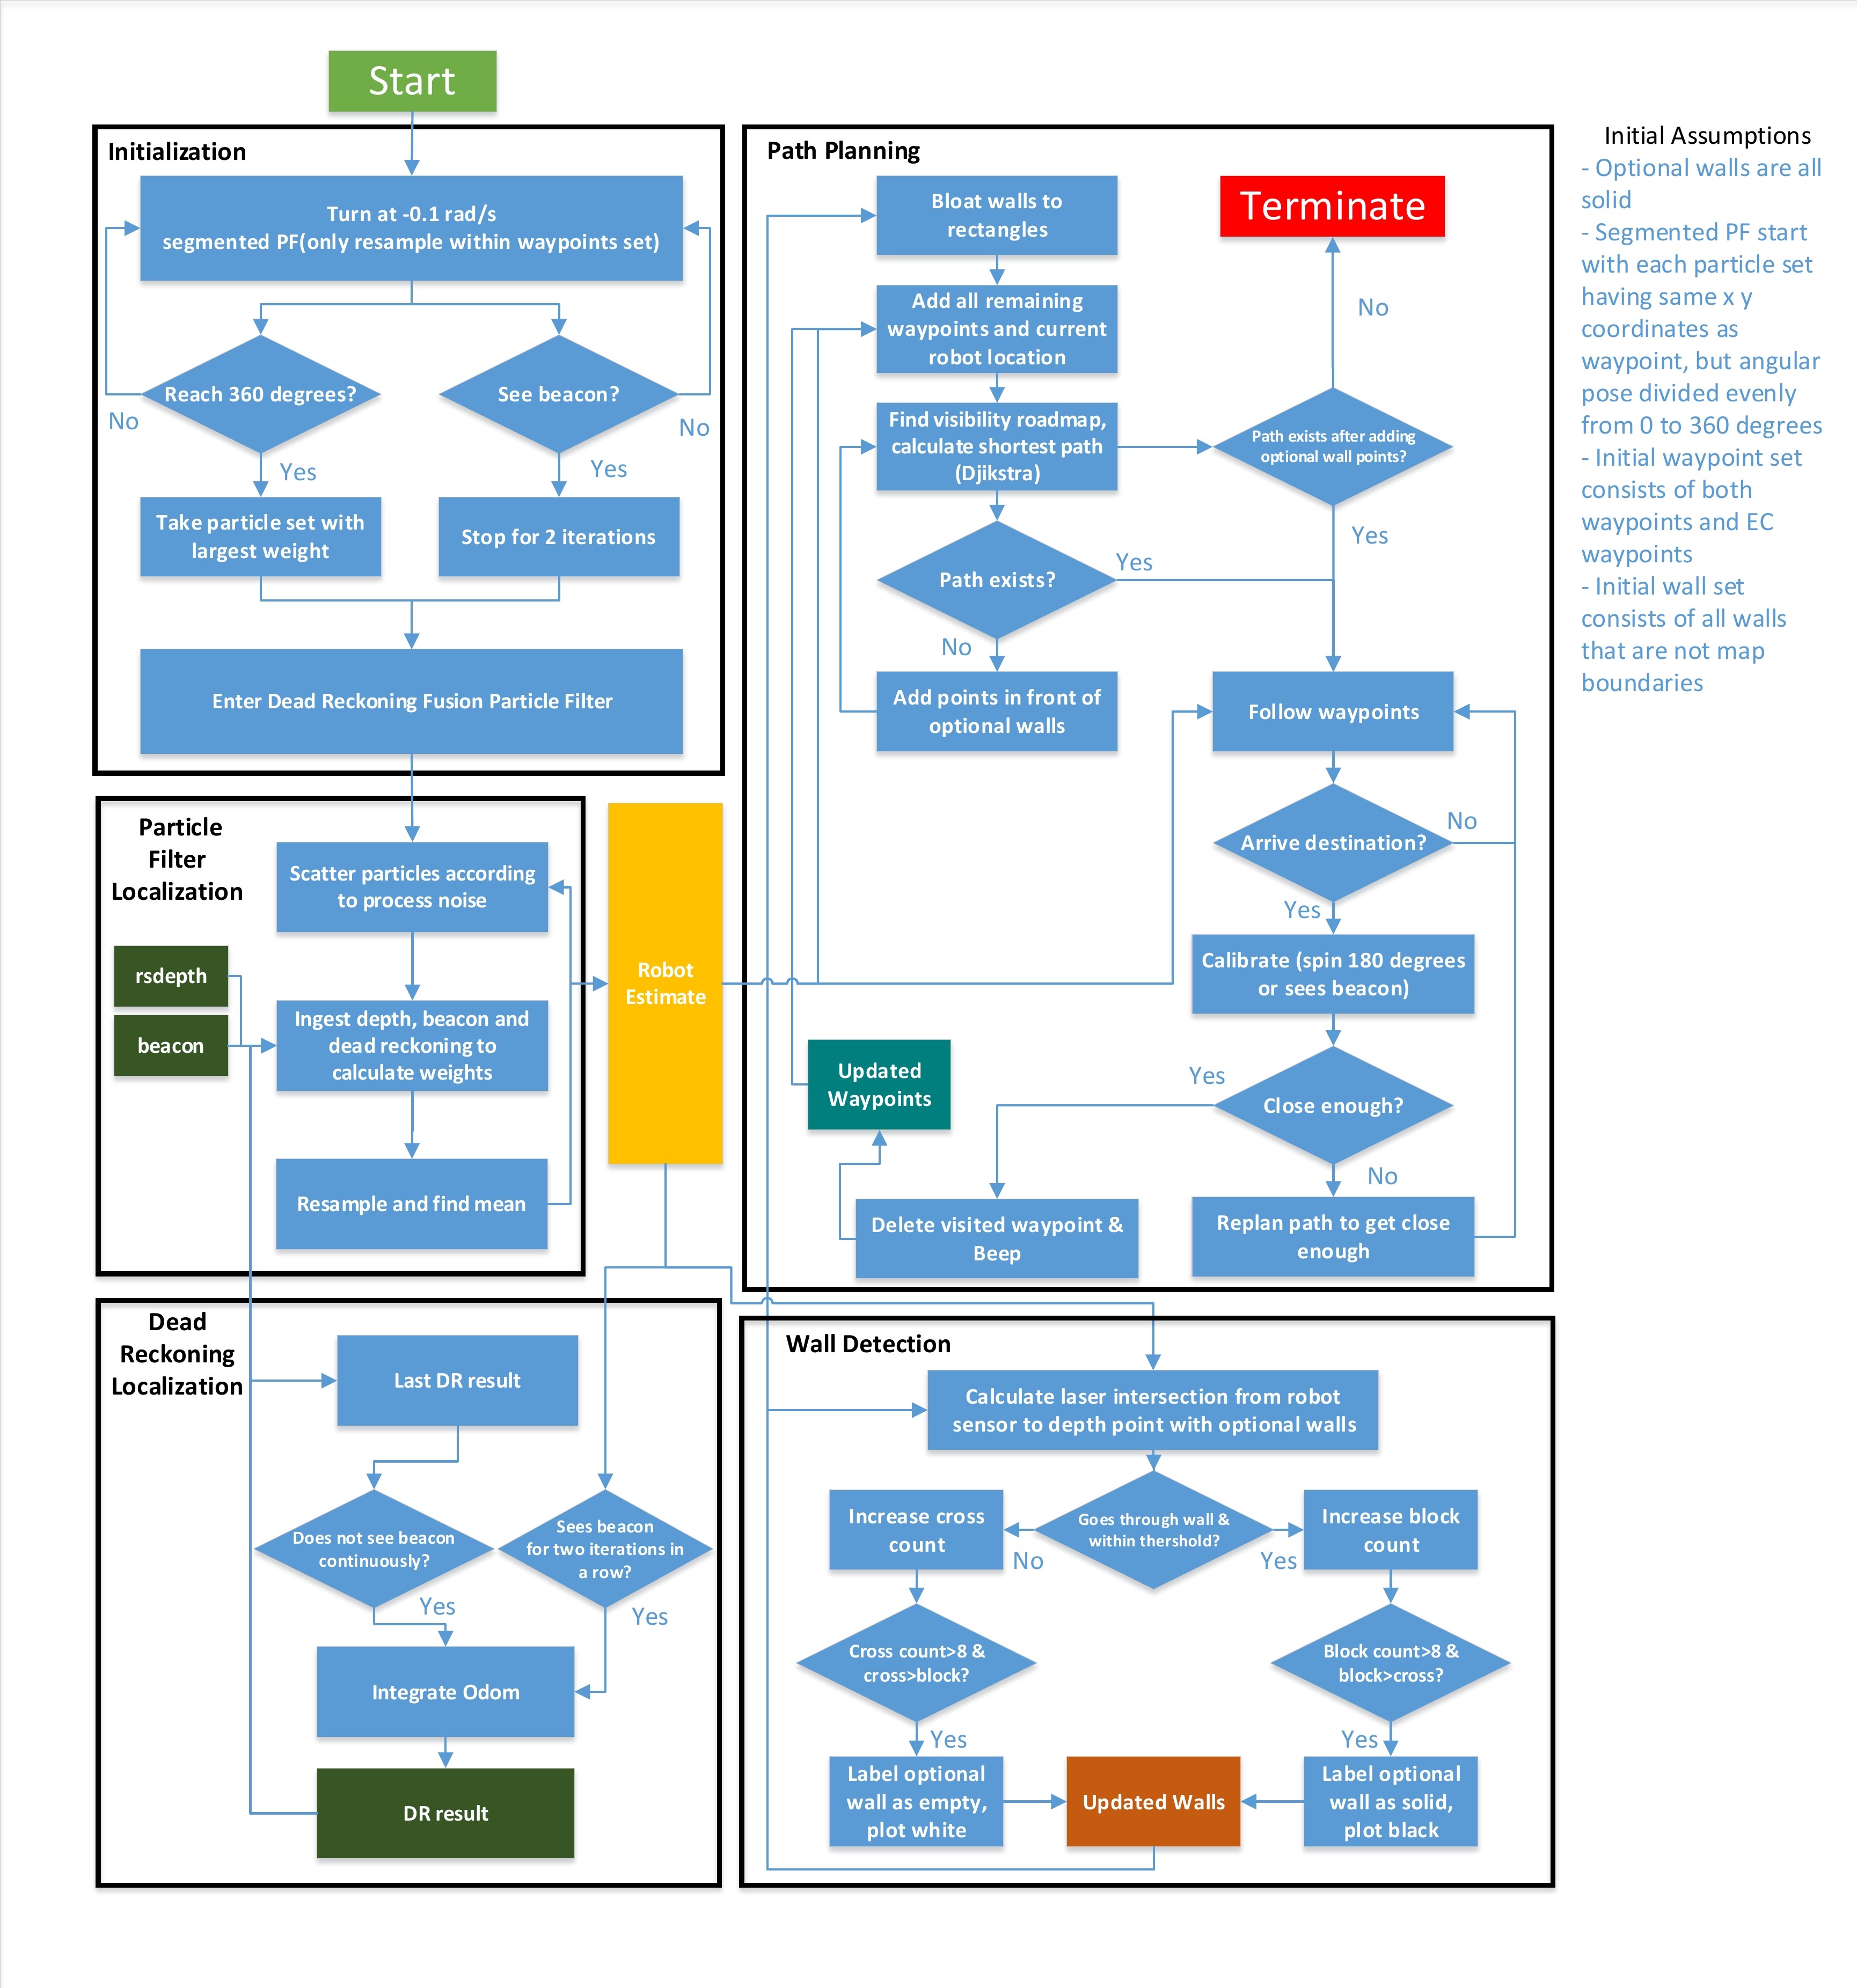 Start
Initialization
Turn at -0.1 rad/s
segmented PF(only resample within waypoints set)
Reach 360 degrees?
See beacon?
No
No
Yes
Yes
Take particle set with
largest weight
Stop for 2 iterations
Enter Dead Reckoning Fusion Particle Filter
Particle
Filter
Localization
Scatter particles according
to process noise
rsdepth
beacon
Ingest depth, beacon and
dead reckoning to
calculate weights
Resample and find mean
Robot
Estimate
Dead
Reckoning
Localization
Last DR result
Does not see beacon
continuously?
Sees beacon
for two iterations in
a row?
Yes
Yes
Integrate Odom
DR result
Path Planning
Bloat walls to
rectangles
Terminate
Add all remaining
waypoints and current
robot location
No
Find visibility roadmap,
calculate shortest path
(Djikstra)
Path exists after adding
optional wall points?
Yes
Path exists?
Yes
No
Add points in front of
optional walls
Follow waypoints
Arrive destination?
No
Yes
Calibrate (spin 180 degrees
or sees beacon)
Updated
Waypoints
Yes
Close enough?
No
Delete visited waypoint &
Beep
Replan path to get close
enough
Wall Detection
Calculate laser intersection from robot
sensor to depth point with optional walls
Increase cross
count
Goes through wall &
within thershold?
Increase block
count
No
Yes
Cross count>8 &
cross>block?
Block count>8 &
block>cross?
Yes
Yes
Label optional
wall as empty,
plot white
Updated Walls
Label optional
wall as solid,
plot black
Initial Assumptions
- Optional walls are all
solid
- Segmented PF start
with each particle set
having same x y
coordinates as
waypoint, but angular
pose divided evenly
from 0 to 360 degrees
- Initial waypoint set
consists of both
waypoints and EC
waypoints
- Initial wall set
consists of all walls
that are not map
boundaries